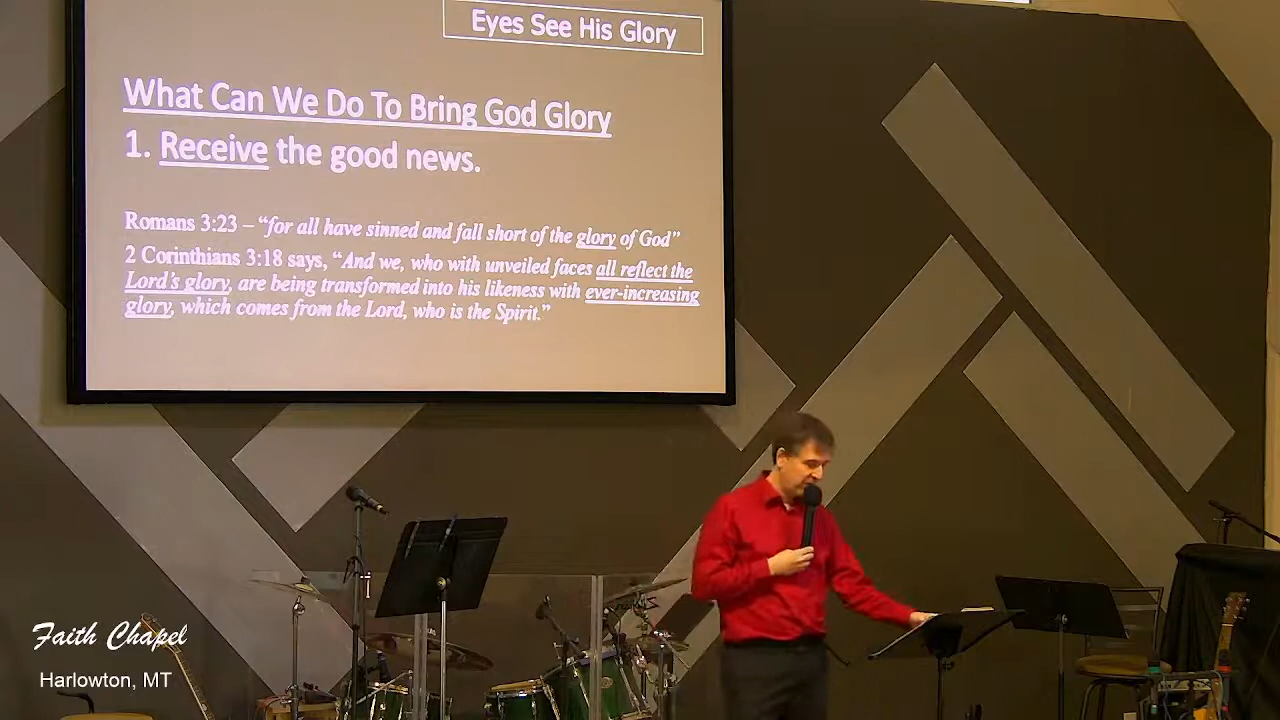 Eyes See His Glory
What Can We Do To Bring God Glory
1. Receive the good news.
Romans 3:23 – “for all have sinned and fall short of the glory of God”
2 Corinthians 3:18 says, “And we, who with unveiled faces all reflect the
Lord’s glory, are being transformed into his likeness with ever-increasing
glory, which comes from the Lord, who is the Spirit.”
Faith Chapel
Harlowton, MT